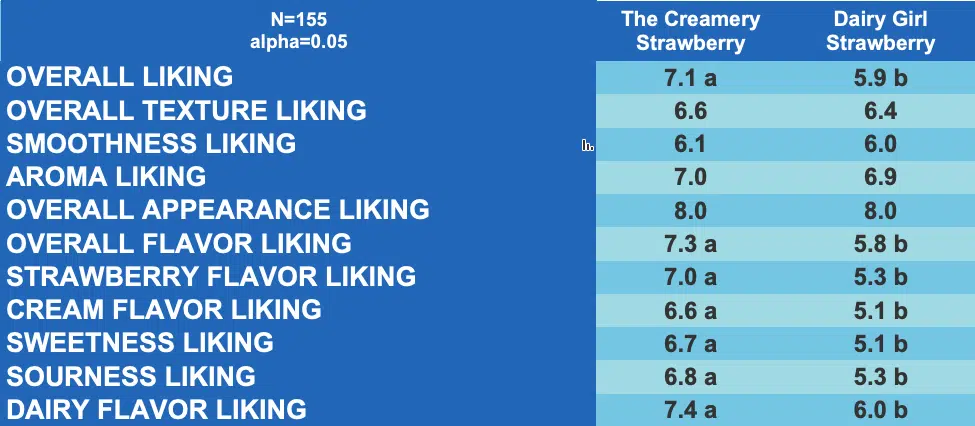 N=155
alpha=0.05
The Creamery Strawberry
Dairy Girl Strawberry
OVERALL LIKING 7.1 a 5.9 b
OVERALL TEXTURE LIKING 6.6 6.4
SMOOTHNESS LIKING 6.1 6.0
AROMA LIKING 7.0 6.9
OVERALL APPEARANCE LIKING 8.0 8.0
OVERALL FLAVOR LIKING 7.3 a 5.8 b
STRAWBERRY FLAVOR LIKING 7.0 a 5.3 b
CREAM FLAVOR LIKING 6.6 a 5.1 b
SWEETNESS LIKING 6.7 a 5.1 b
SOURNESS LIKING 6.8 a 5.3 b
DAIRY FLAVOR LIKING 7.4 a 6.0 b